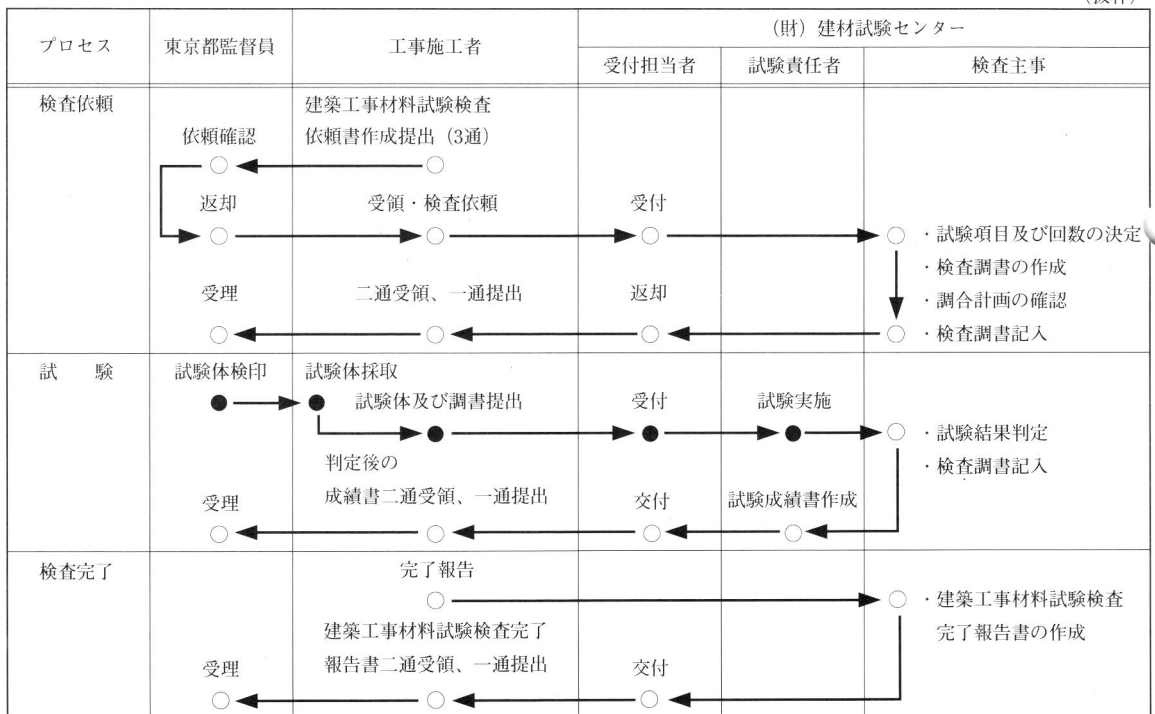 プロセス
東京都監督員
工事施工者
(財)建材試験センター
受付担当者
試験責任者
検査主事
検査依頼
建築工事材料試験検査
依頼確認
依頼書作成提出(3通)
返却
受領・検査依頼
受付
・試験項目及び回数の決定
・検査調書の作成
・調合計画の確認
・検査調書記入
受理
二通受領、一通提出
返却
試 験
試験体検印
試験体採取
試験体及び調書提出
受付
試験実施
・試験結果判定
・検査調書記入
判定後の
受理
成績書二通受領、一通提出
交付
試験成績書作成
検査完了
完了報告
・建築工事材料試験検査
完了報告書の作成
建築工事材料試験検査完了
受理
報告書二通受領、一通提出
交付